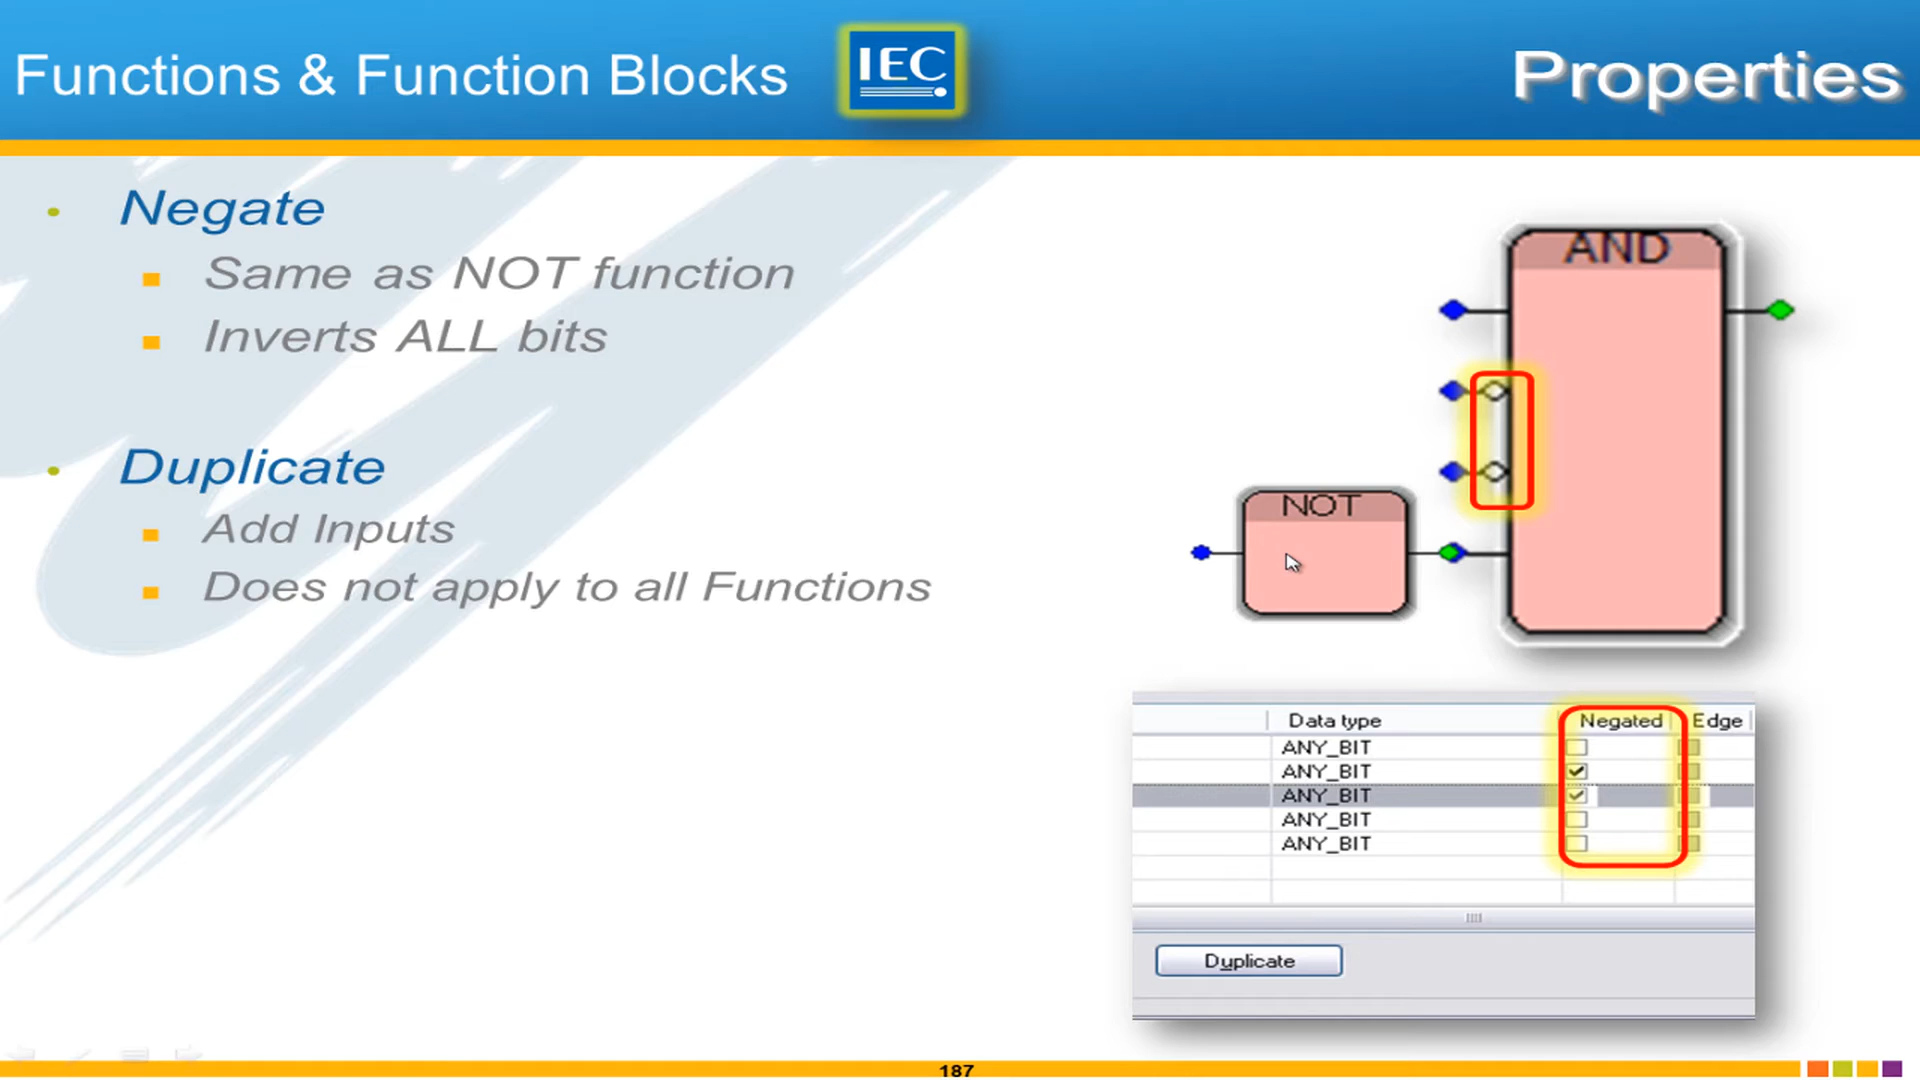 Functions & Function Blocks
IEC
Properties
Negate
Same as NOT function
Inverts ALL bits
Duplicate
Add Inputs
Does not apply to all Functions
AND
NOT
Data type Negated Edge
ANY_BIT
ANY_BIT
ANY_BIT
ANY_BIT
ANY_BIT
Duplicate
187